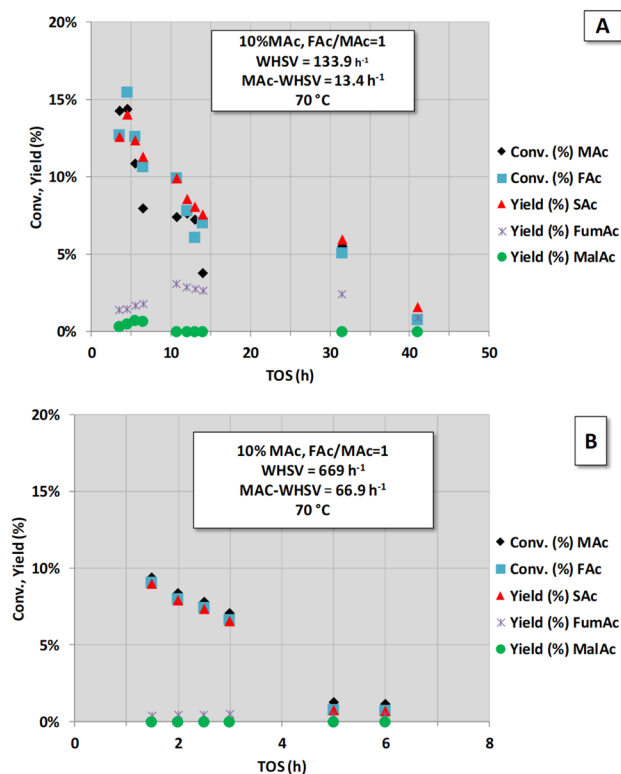 A
20%
15%
10%
5%
0%
Conv., Yield (%)
10%MAc, FAc/MAc=1
WHSV = 133.9 h⁻¹
MAc-WHSV = 13.4 h⁻¹
70 °C
Conv. (%) MAc
Conv. (%) FAc
Yield (%) SAc
Yield (%) FumAc
Yield (%) MalAc
0 10 20 30 40 50
TOS (h)
B
20%
15%
10%
5%
0%
Conv., Yield (%)
10% MAc, FAc/MAc=1
WHSV = 669 h⁻¹
MAC-WHSV = 66.9 h⁻¹
70 °C
Conv. (%) MAc
Conv. (%) FAc
Yield (%) SAc
Yield (%) FumAc
Yield (%) MalAc
0 2 4 6 8
TOS (h)